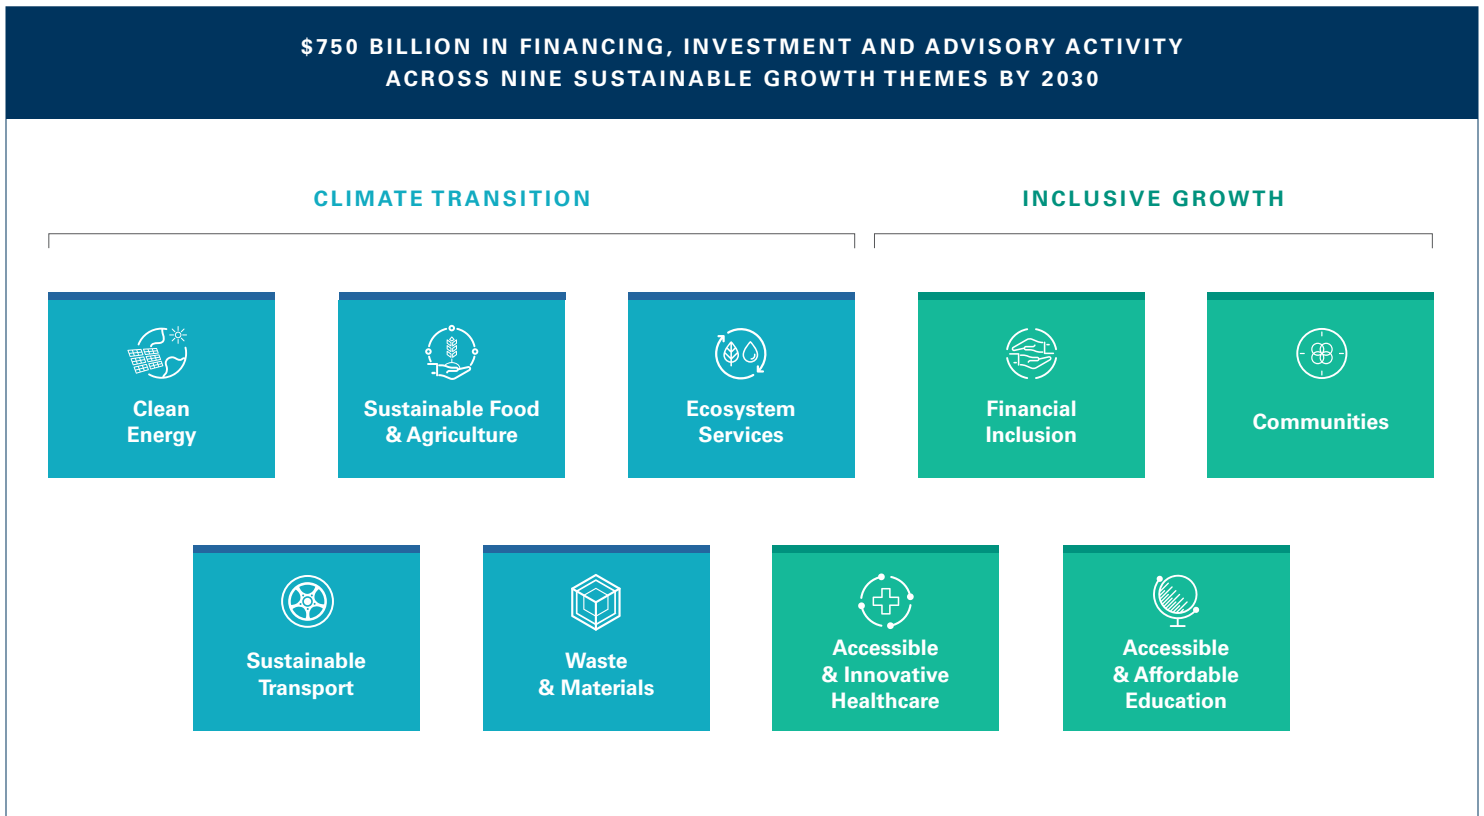 $750 BILLION IN FINANCING, INVESTMENT AND ADVISORY ACTIVITY
ACROSS NINE SUSTAINABLE GROWTH THEMES BY 2030
CLIMATE TRANSITION
INCLUSIVE GROWTH
Clean
Energy
Sustainable Food
& Agriculture
Ecosystem
Services
Financial
Inclusion
Communities
Sustainable
Transport
Waste
& Materials
Accessible
& Innovative
Healthcare
Accessible
& Affordable
Education